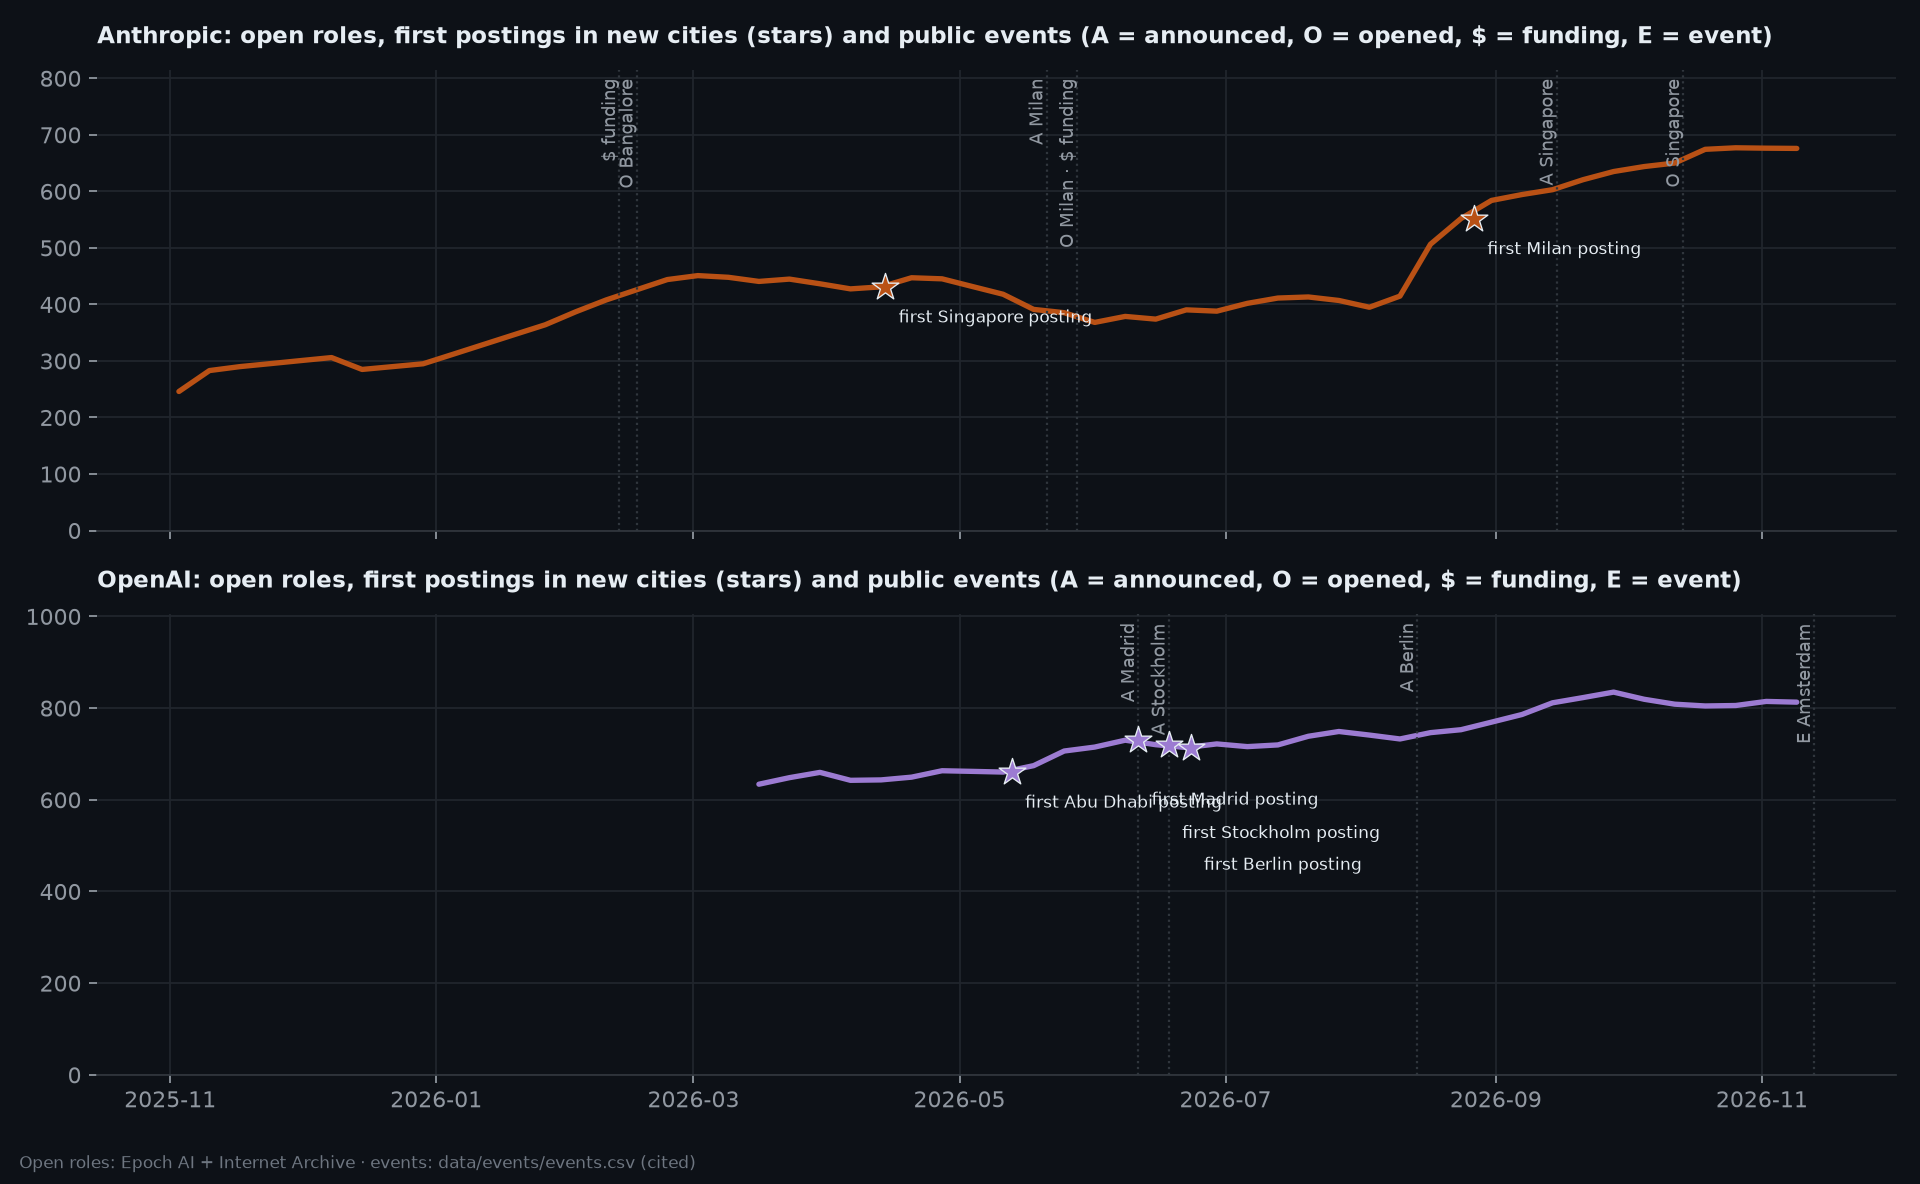 Anthropic: open roles, first postings in new cities (stars) and public events (A = announced, O = opened, $ = funding, E = event)
800
700
600
500
400
300
200
100
0
$ funding
O Bangalore
A Milan
O Milan · $ funding
A Singapore
O Singapore
first Singapore posting
first Milan posting
OpenAI: open roles, first postings in new cities (stars) and public events (A = announced, O = opened, $ = funding, E = event)
1000
800
600
400
200
0
A Madrid
A Stockholm
A Berlin
E Amsterdam
first Abu Dhabi posting
first Madrid posting
first Stockholm posting
first Berlin posting
2025-11
2026-01
2026-03
2026-05
2026-07
2026-09
2026-11
Open roles: Epoch AI + Internet Archive · events: data/events/events.csv (cited)